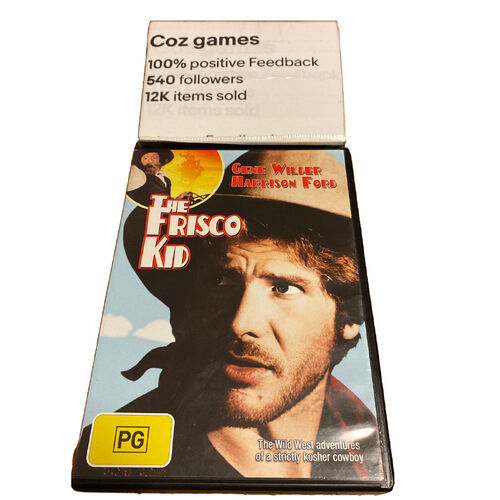 Coz games
100% positive Feedback
540 followers
12K items sold
GENE WILDER
HARRISON FORD
THE
FRISCO
KID
PG
The Wild West adventures
of a strictly kosher cowboy